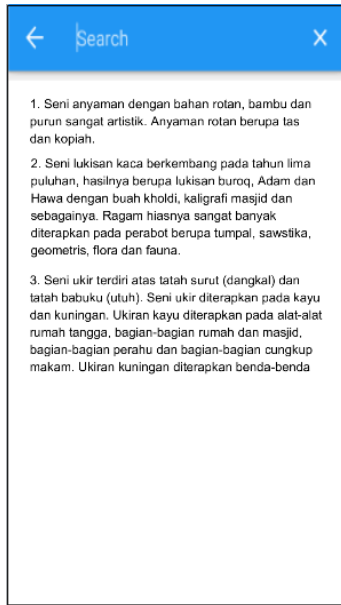 Search
1. Seni anyaman dengan bahan rotan, bambu dan
purun sangat artistik. Anyaman rotan berupa tas
dan kopiah.
2. Seni lukisan kaca berkembang pada tahun lima
puluhan, hasilnya berupa lukisan buroq, Adam dan
Hawa dengan buah kholdi, kaligrafi masjid dan
sebagainya. Ragam hiasnya sangat banyak
diterapkan pada perabot berupa tumpal, sawstika,
geometris, flora dan fauna.
3. Seni ukir terdiri atas tatah surut (dangkal) dan
tatah babuku (utuh). Seni ukir diterapkan pada kayu
dan kuningan. Ukiran kayu diterapkan pada alat-alat
rumah tangga, bagian-bagian rumah dan masjid,
bagian-bagian perahu dan bagian-bagian cungkup
makam. Ukiran kuningan diterapkan benda-benda